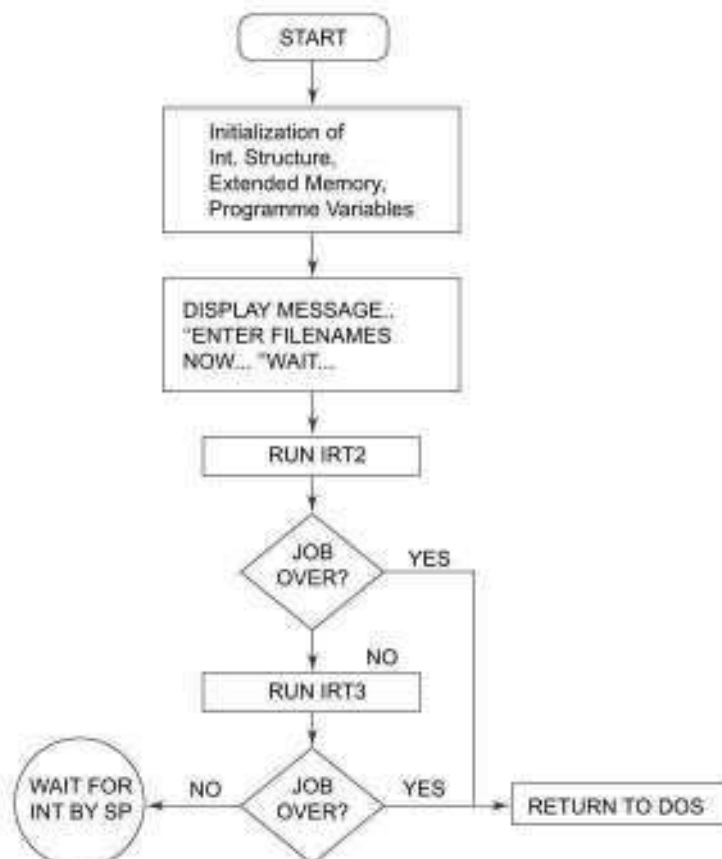 START
Initialization of
Int. Structure,
Extended Memory,
Programme Variables
DISPLAY MESSAGE..
"ENTER FILENAMES
NOW... "WAIT...
RUN IRT2
JOB
OVER?
YES
NO
RUN IRT3
WAIT FOR
INT BY SP
NO
JOB
OVER?
YES
RETURN TO DOS